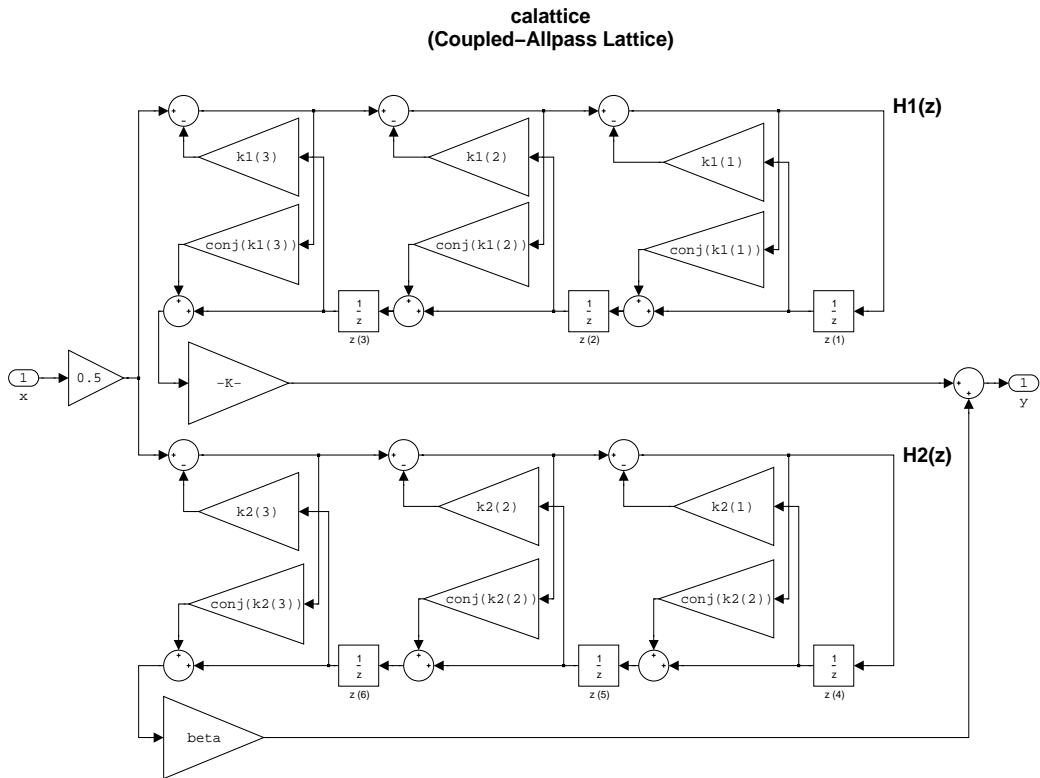 calattice
(Coupled-Allpass Lattice)
H1(z)
+
−
+
−
+
−
k1(3)
k1(2)
k1(1)
conj(k1(3))
conj(k1(2))
conj(k1(1))
+
+
1
z
z (3)
+
+
1
z
z (2)
+
+
1
z
z (1)
1
x
0.5
-K-
+
+
1
y
H2(z)
+
−
+
−
+
−
k2(3)
k2(2)
k2(1)
conj(k2(3))
conj(k2(2))
conj(k2(2))
+
+
1
z
z (6)
+
+
1
z
z (5)
+
+
1
z
z (4)
beta